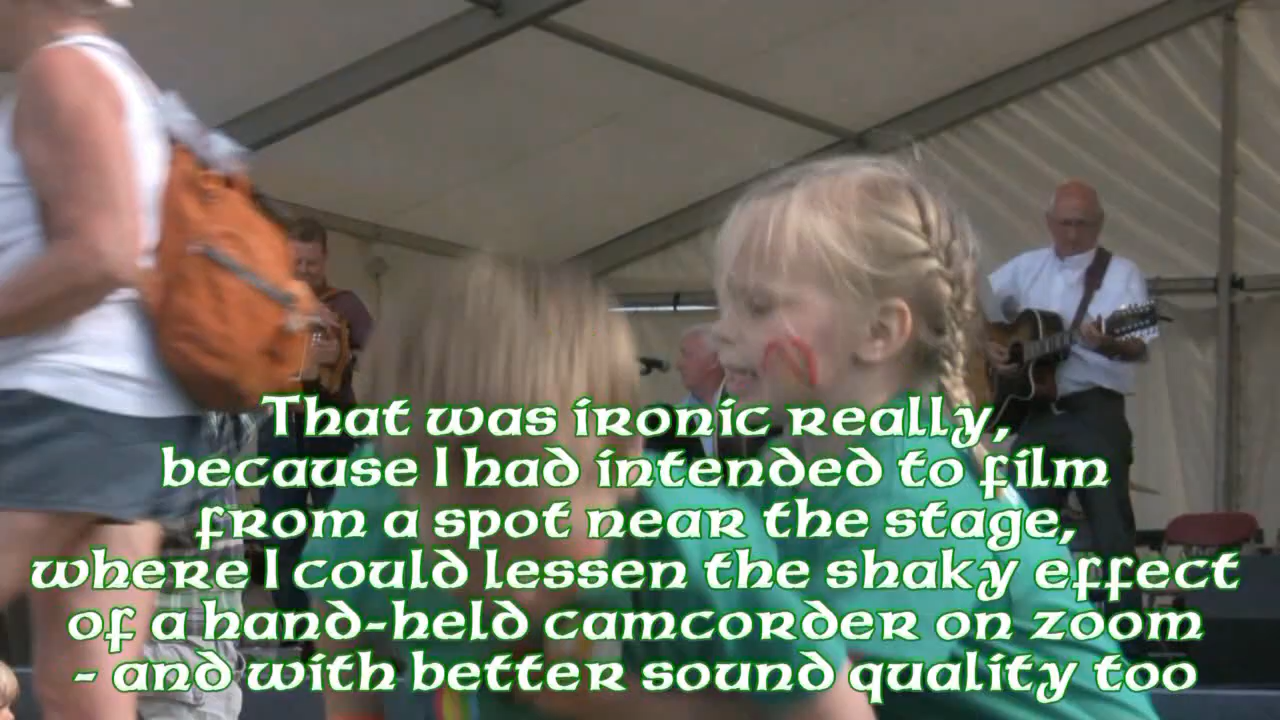 That was ironic really,
because I had intended to film
from a spot near the stage,
where I could lessen the shaky effect
of a hand-held camcorder on zoom
- and with better sound quality too